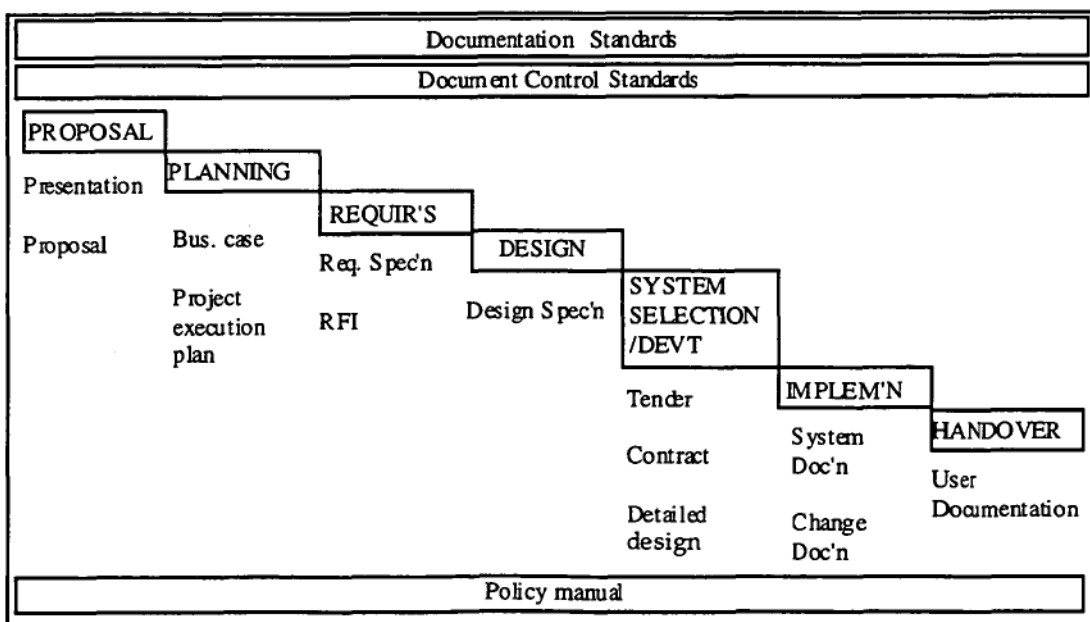 Documentation Standards
Document Control Standards
PROPOSAL
Presentation
Proposal
PLANNING
Bus. case
Project
execution
plan
REQUIR'S
Req. Spec'n
RFI
DESIGN
Design Spec'n
SYSTEM
SELECTION
/DEVT
Tender
Contract
Detailed
design
IMPLEM'N
System
Doc'n
Change
Doc'n
HANDOVER
User
Documentation
Policy manual